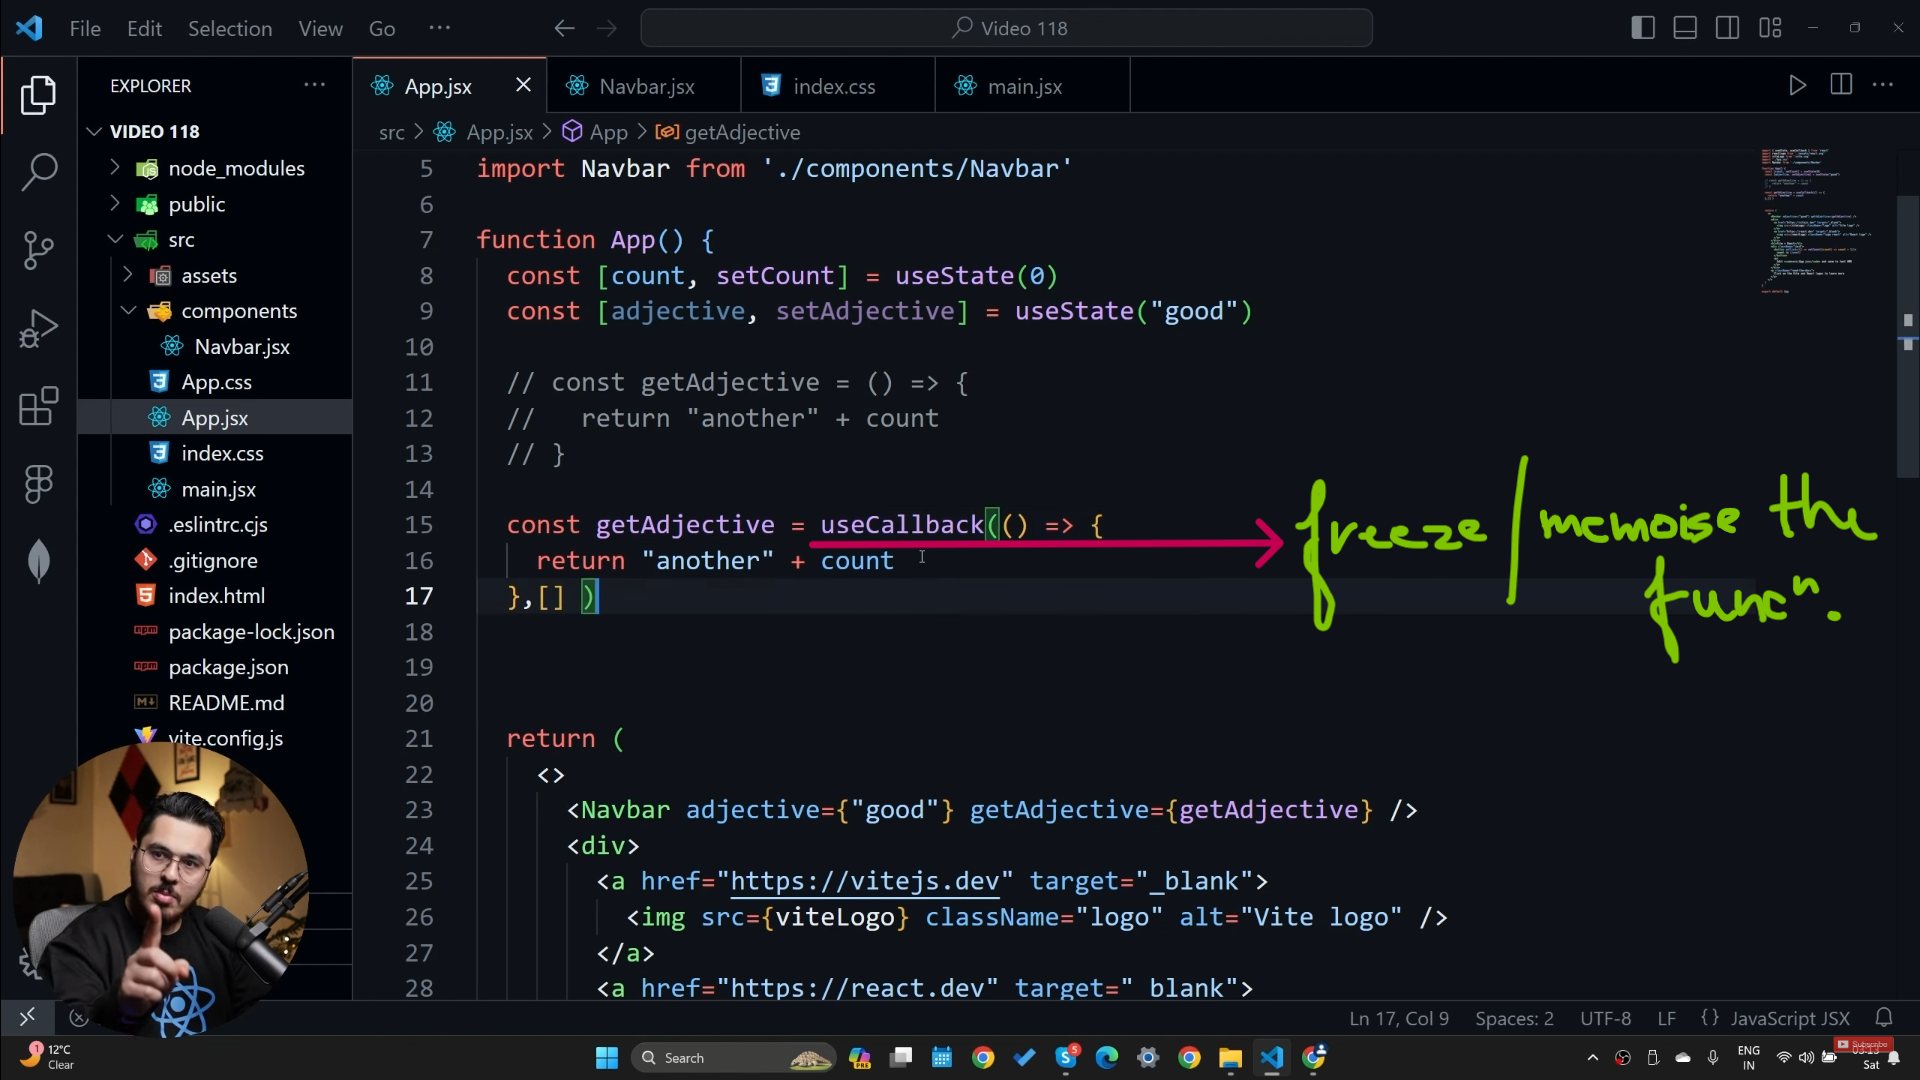 File Edit Selection View Go ...
Video 118
EXPLORER ...
VIDEO 118
node_modules
public
src
assets
components
Navbar.jsx
App.css
App.jsx
index.css
main.jsx
.eslintrc.cjs
.gitignore
index.html
package-lock.json
package.json
README.md
vite.config.js
App.jsx Navbar.jsx index.css main.jsx
src > App.jsx > App > getAdjective
5 import Navbar from './components/Navbar'
6
7 function App() {
8 const [count, setCount] = useState(0)
9 const [adjective, setAdjective] = useState("good")
10
11 // const getAdjective = () => {
12 //   return "another" + count
13 // }
14
15 const getAdjective = useCallback(() => {
16 return "another" + count
17 },[] )
18
19
20
21 return (
22 <>
23 <Navbar adjective={"good"} getAdjective={getAdjective} />
24 <div>
25 <a href="https://vitejs.dev" target="_blank">
26 <img src={viteLogo} className="logo" alt="Vite logo" />
27 </a>
28 <a href="https://react.dev" target="_blank">
freeze / memoise the
funcⁿ.
Ln 17, Col 9 Spaces: 2 UTF-8 LF {} JavaScript JSX
1
12°C
Clear
Search
PRE
5
ENG
IN
Subscribe
Sat